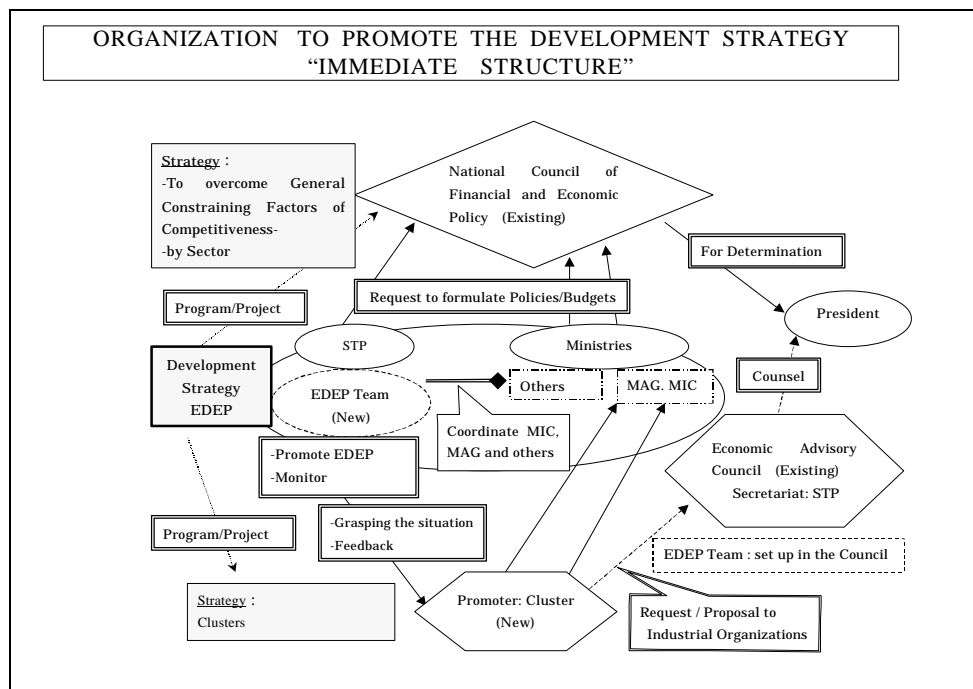 ORGANIZATION TO PROMOTE THE DEVELOPMENT STRATEGY
“IMMEDIATE STRUCTURE”
Strategy：
-To overcome General
Constraining Factors of
Competitiveness-
-by Sector
National Council of
Financial and Economic
Policy (Existing)
For Determination
Program/Project
Request to formulate Policies/Budgets
President
STP
Ministries
Development
Strategy
EDEP
EDEP Team
(New)
Others
MAG. MIC
Counsel
Coordinate MIC,
MAG and others
-Promote EDEP
-Monitor
Economic Advisory
Council (Existing)
Secretariat: STP
Program/Project
-Grasping the situation
-Feedback
EDEP Team : set up in the Council
Strategy：
Clusters
Promoter: Cluster
(New)
Request / Proposal to
Industrial Organizations